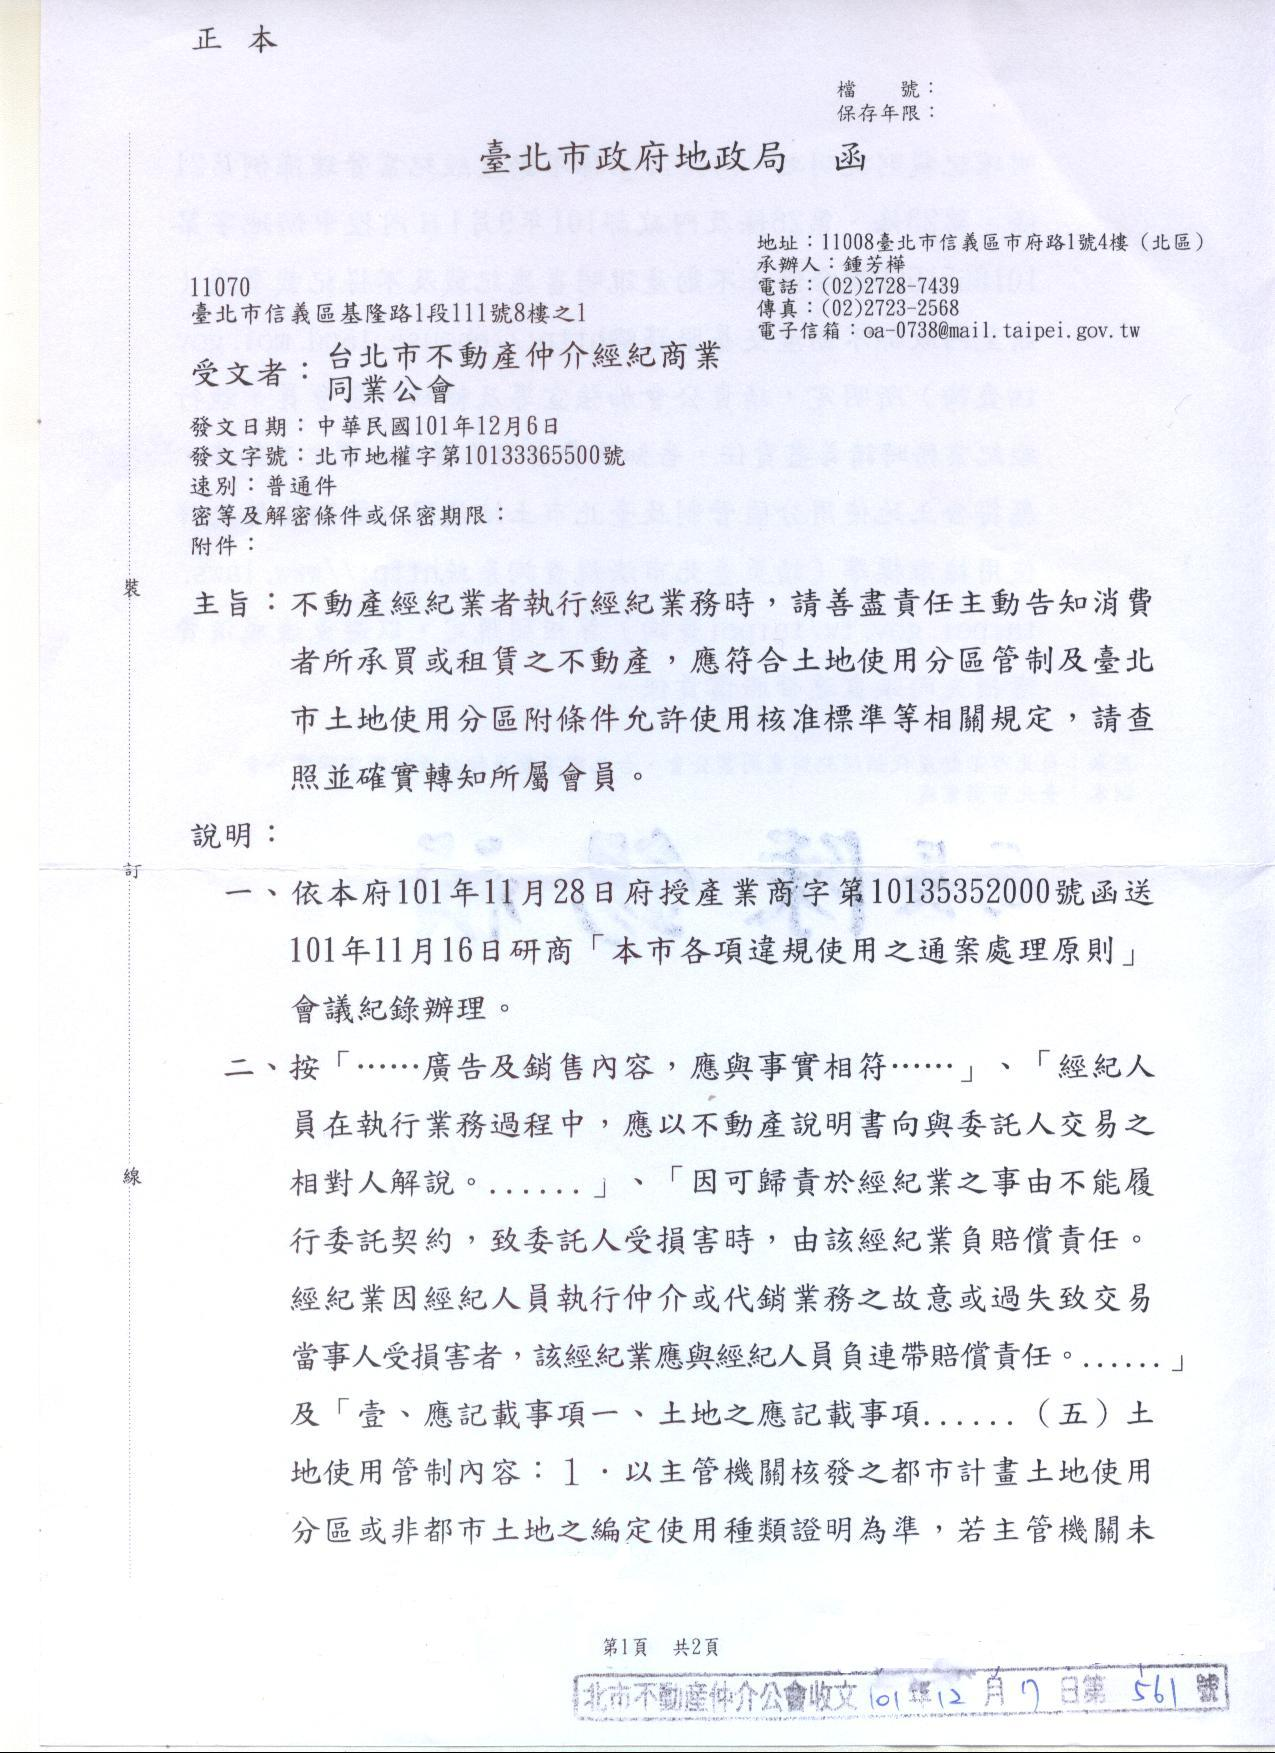 正本
檔　　號：
保存年限：
臺北市政府地政局　函
地址：11008臺北市信義區市府路1號4樓（北區）
承辦人：鍾芳樺
電話：(02)2728-7439
傳真：(02)2723-2568
電子信箱：oa-0738@mail.taipei.gov.tw
11070
臺北市信義區基隆路1段111號8樓之1
受文者：台北市不動產仲介經紀商業
同業公會
發文日期：中華民國101年12月6日
發文字號：北市地權字第10133365500號
速別：普通件
密等及解密條件或保密期限：
附件：
主旨：不動產經紀業者執行經紀業務時，請善盡責任主動告知消費
者所承買或租賃之不動產，應符合土地使用分區管制及臺北
市土地使用分區附條件允許使用核准標準等相關規定，請查
照並確實轉知所屬會員。
說明：
一、依本府101年11月28日府授產業商字第10135352000號函送
101年11月16日研商「本市各項違規使用之通案處理原則」
會議紀錄辦理。
二、按「……廣告及銷售內容，應與事實相符……」、「經紀人
員在執行業務過程中，應以不動產說明書向與委託人交易之
相對人解說。......」、「因可歸責於經紀業之事由不能履
行委託契約，致委託人受損害時，由該經紀業負賠償責任。
經紀業因經紀人員執行仲介或代銷業務之故意或過失致交易
當事人受損害者，該經紀業應與經紀人員負連帶賠償責任。......」
及「壹、應記載事項一、土地之應記載事項......（五）土
地使用管制內容：１．以主管機關核發之都市計畫土地使用
分區或非都市土地之編定使用種類證明為準，若主管機關未
裝
訂
線
第1頁　共2頁
北市不動產仲介公會收文101年12月7日第561號